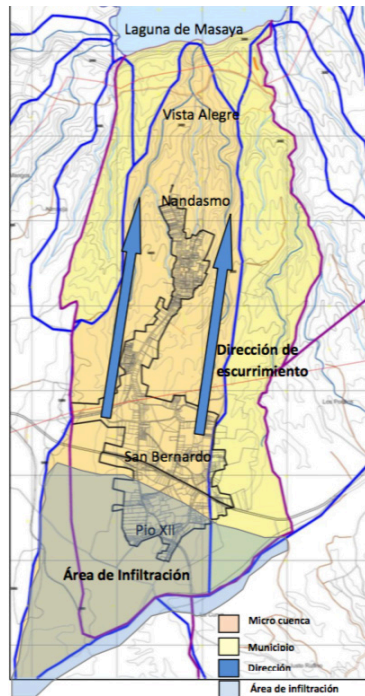 Laguna de Masaya
Vista Alegre
Nandasmo
Dirección de
escurrimiento
San Bernardo
Pio XII
Área de Infiltración
Micro cuenca
Municipio
Dirección
Área de infiltración